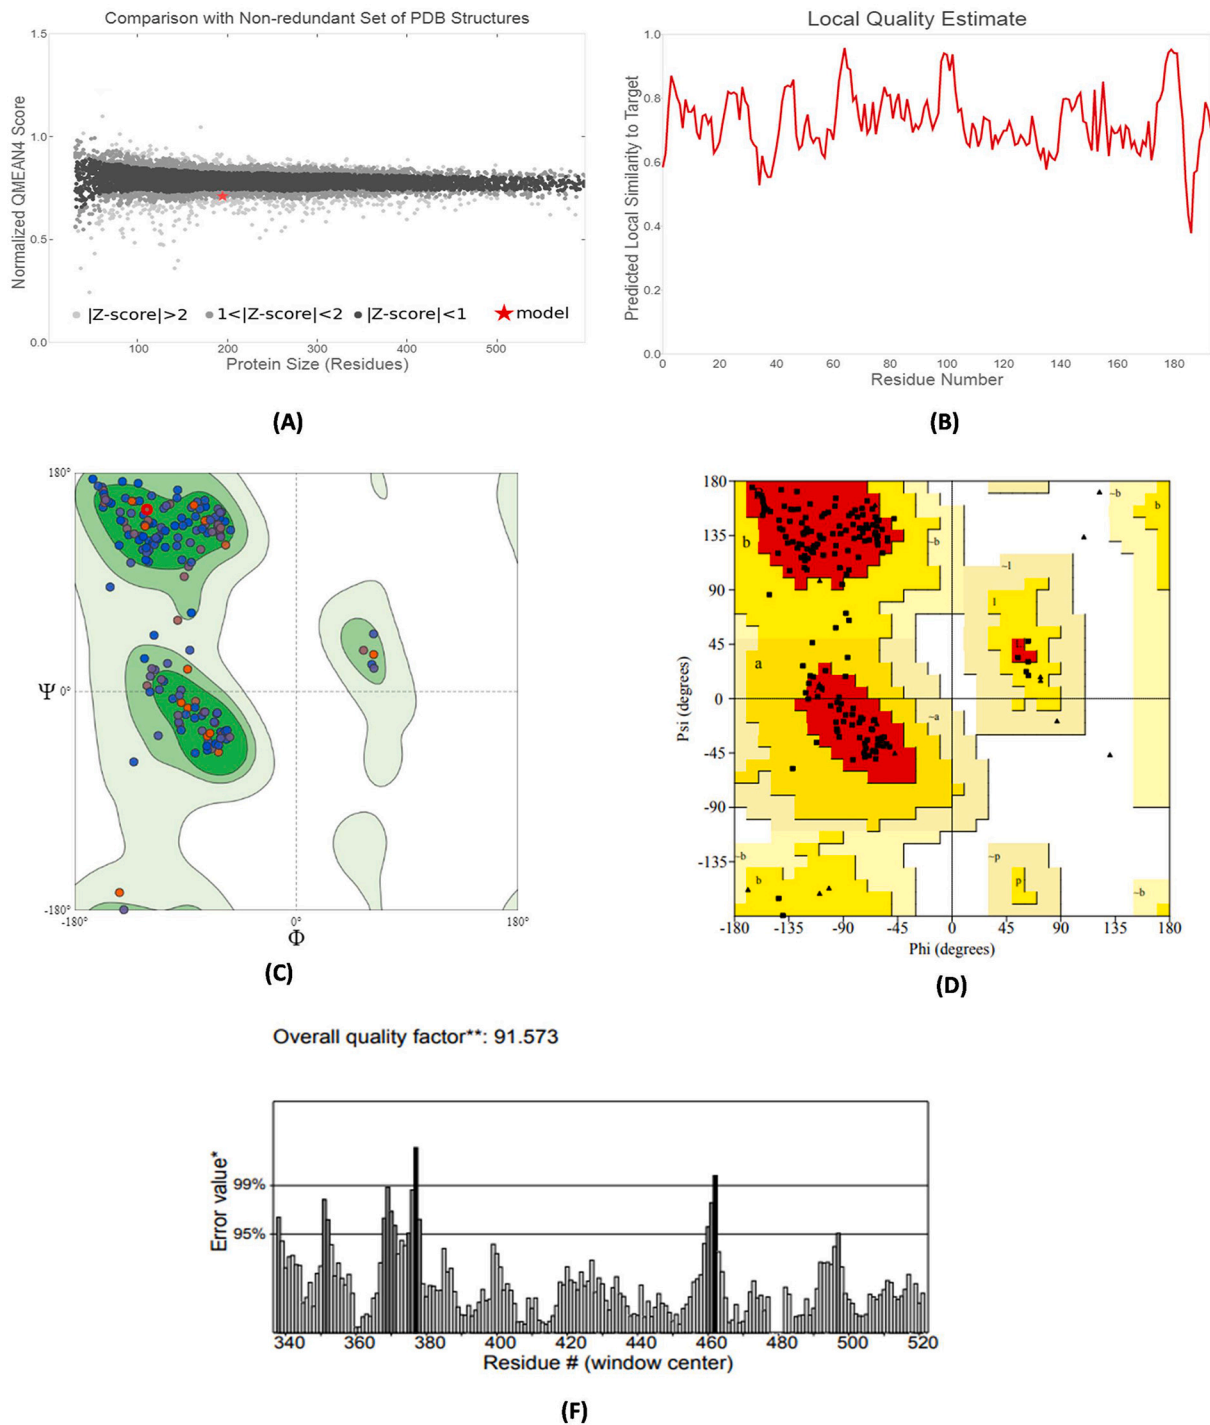 Comparison with Non-redundant Set of PDB Structures
Normalized QMEAN4 Score
1.5
1.0
0.5
0.0
|Z-score|>2
1<|Z-score|<2
|Z-score|<1
model
100
200
300
400
500
Protein Size (Residues)
(A)
Local Quality Estimate
Predicted Local Similarity to Target
1.0
0.8
0.6
0.4
0.2
0.0
0
20
40
60
80
100
120
140
160
180
Residue Number
(B)
180°
Ψ
0°
-180°
-180°
0°
180°
Φ
(C)
Psi (degrees)
180
135
90
45
0
-45
-90
-135
b
~b
~b
b
~l
l
L
a
~a
~b
b
~p
p
~b
-180
-135
-90
-45
0
45
90
135
180
Phi (degrees)
(D)
Overall quality factor**: 91.573
Error value*
99%
95%
340
360
380
400
420
440
460
480
500
520
Residue # (window center)
(F)